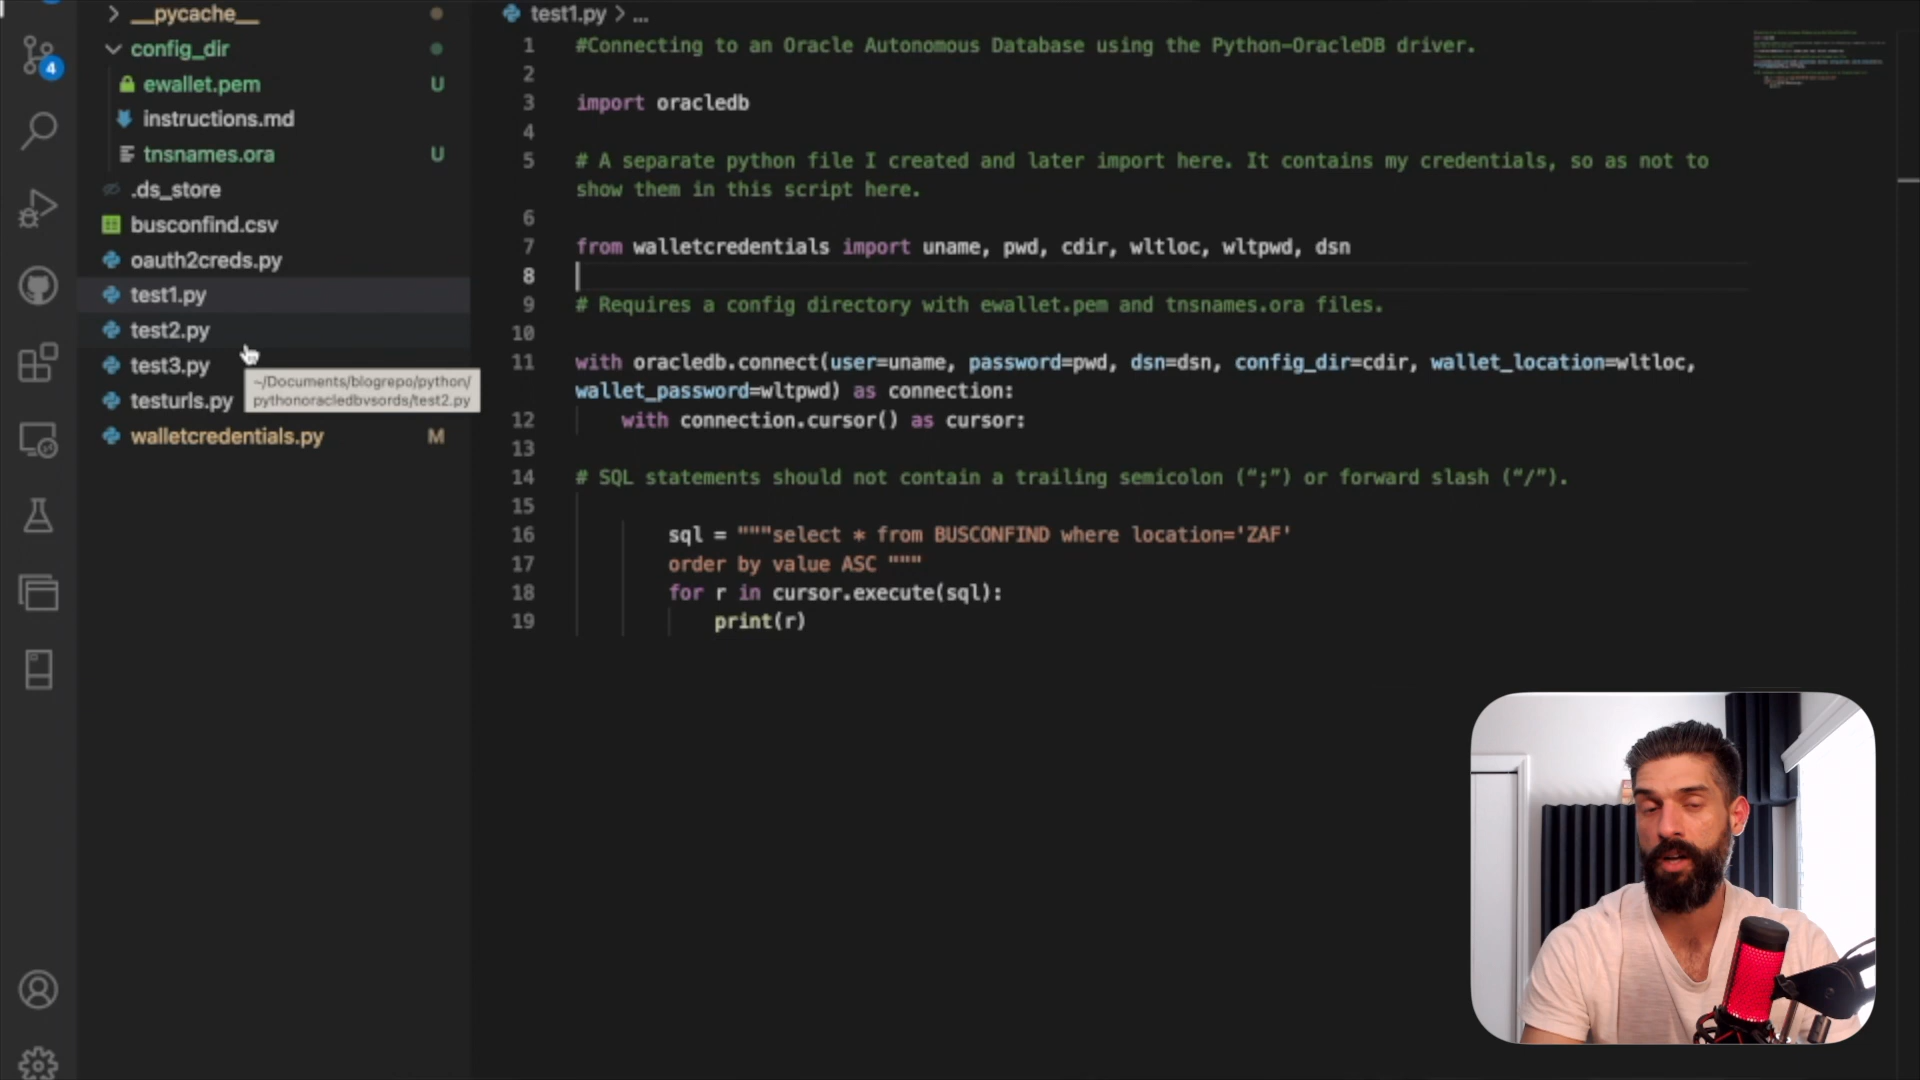 __pycache__
config_dir
ewallet.pem U
instructions.md
tnsnames.ora U
.ds_store
busconfind.csv
oauth2creds.py
test1.py
test2.py
test3.py
testurls.py
walletcredentials.py M
~/Documents/blogrepo/python/
pythonoracledbvsords/test2.py
4
test1.py > ...
1 #Connecting to an Oracle Autonomous Database using the Python-OracleDB driver.
2
3 import oracledb
4
5 # A separate python file I created and later import here. It contains my credentials, so as not to
show them in this script here.
6
7 from walletcredentials import uname, pwd, cdir, wltloc, wltpwd, dsn
8
9 # Requires a config directory with ewallet.pem and tnsnames.ora files.
10
11 with oracledb.connect(user=uname, password=pwd, dsn=dsn, config_dir=cdir, wallet_location=wltloc,
wallet_password=wltpwd) as connection:
12 with connection.cursor() as cursor:
13
14 # SQL statements should not contain a trailing semicolon (“;”) or forward slash (“/”).
15
16 sql = """select * from BUSCONFIND where location='ZAF'
17 order by value ASC """
18 for r in cursor.execute(sql):
19 print(r)